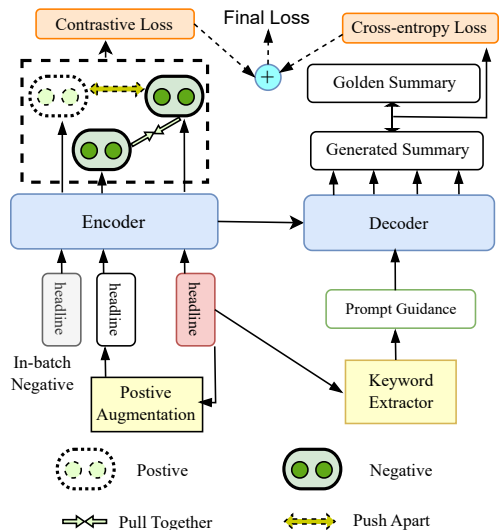 Contrastive Loss
Final Loss
Cross-entropy Loss
+
Golden Summary
Generated Summary
Encoder
Decoder
headline
headline
headline
Prompt Guidance
In-batch
Negative
Postive
Augmentation
Keyword
Extractor
Postive
Negative
Pull Together
Push Apart